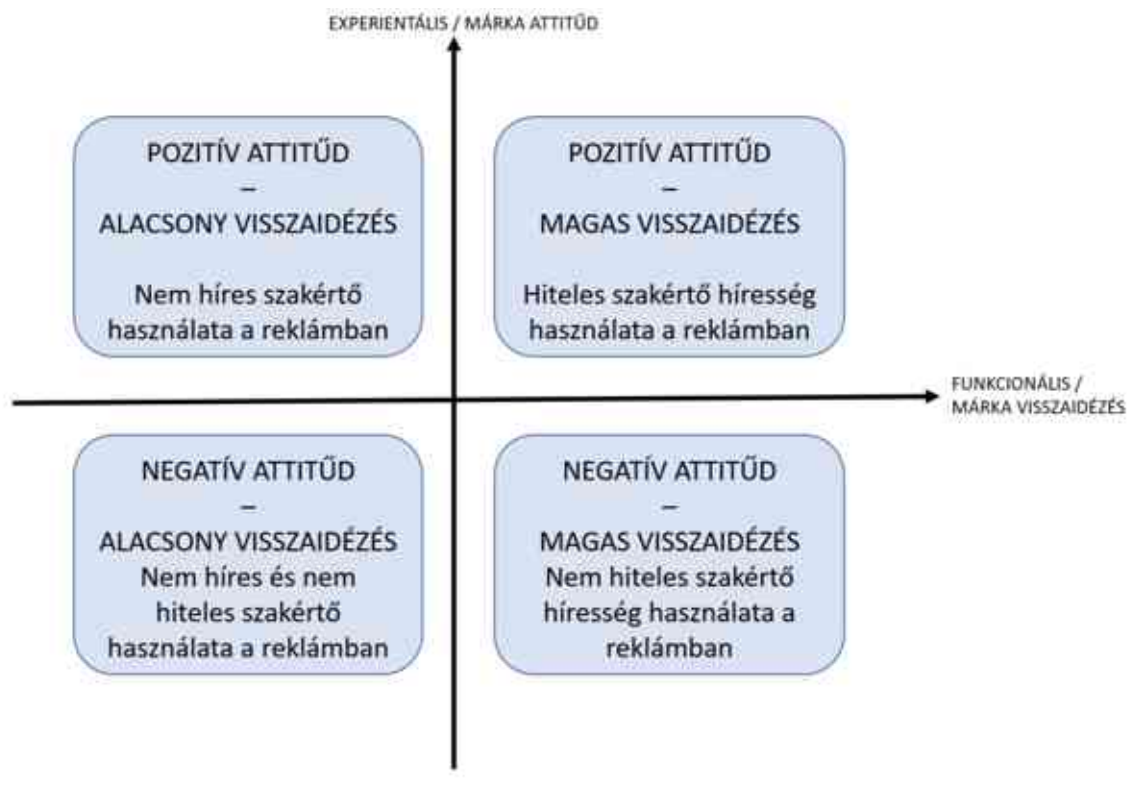 EXPERIENTÁLIS / MÁRKA ATTITŰD
POZITÍV ATTITŰD
–
ALACSONY VISSZAIDÉZÉS
Nem híres szakértő
használata a reklámban
POZITÍV ATTITŰD
–
MAGAS VISSZAIDÉZÉS
Hiteles szakértő híresség
használata a reklámban
FUNKCIONÁLIS /
MÁRKA VISSZAIDÉZÉS
NEGATÍV ATTITŰD
–
ALACSONY VISSZAIDÉZÉS
Nem híres és nem
hiteles szakértő
használata a reklámban
NEGATÍV ATTITŰD
–
MAGAS VISSZAIDÉZÉS
Nem hiteles szakértő
híresség használata a
reklámban